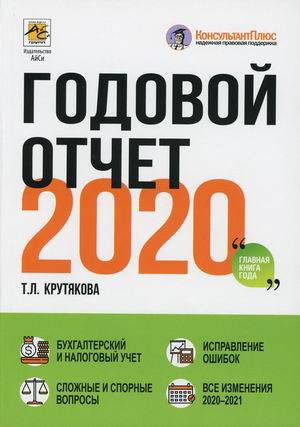 Издательство
АйСи
КонсультантПлюс
надежная правовая поддержка
ГОДОВОЙ
ОТЧЕТ
2020
"ГЛАВНАЯ
КНИГА
ГОДА"
Т.Л. КРУТЯКОВА
БУХГАЛТЕРСКИЙ
И НАЛОГОВЫЙ УЧЕТ
ИСПРАВЛЕНИЕ
ОШИБОК
СЛОЖНЫЕ И СПОРНЫЕ
ВОПРОСЫ
ВСЕ ИЗМЕНЕНИЯ
2020–2021